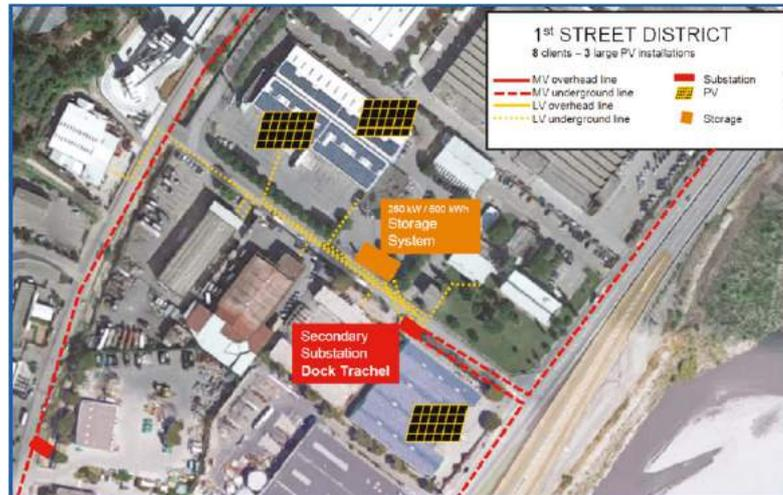 1st STREET DISTRICT
8 clients – 3 large PV installations
MV overhead line
MV underground line
LV overhead line
LV underground line
Substation
PV
Storage
250 kW / 600 kWh
Storage
System
Secondary
Substation
Dock Trachel